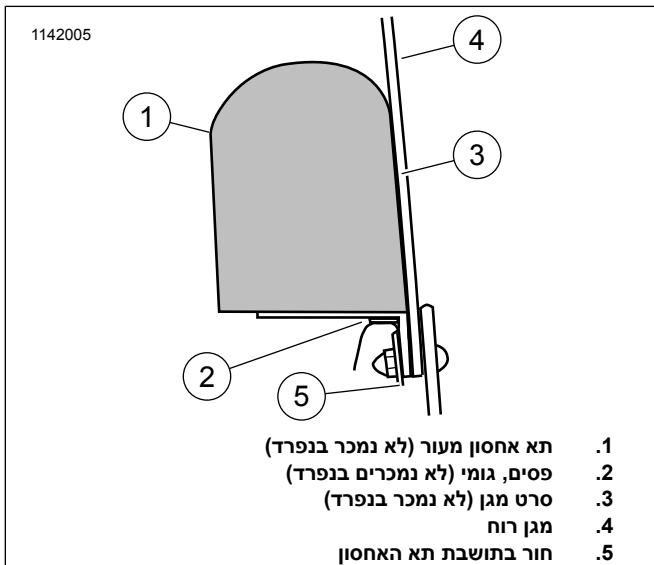 1142005
4
1
3
2
5
1. תא אחסון מעור (לא נמכר בנפרד)
2. פסים, גומי (לא נמכרים בנפרד)
3. סרט מגן (לא נמכר בנפרד)
4. מגן רוח
5. חור בתושבת תא האחסון